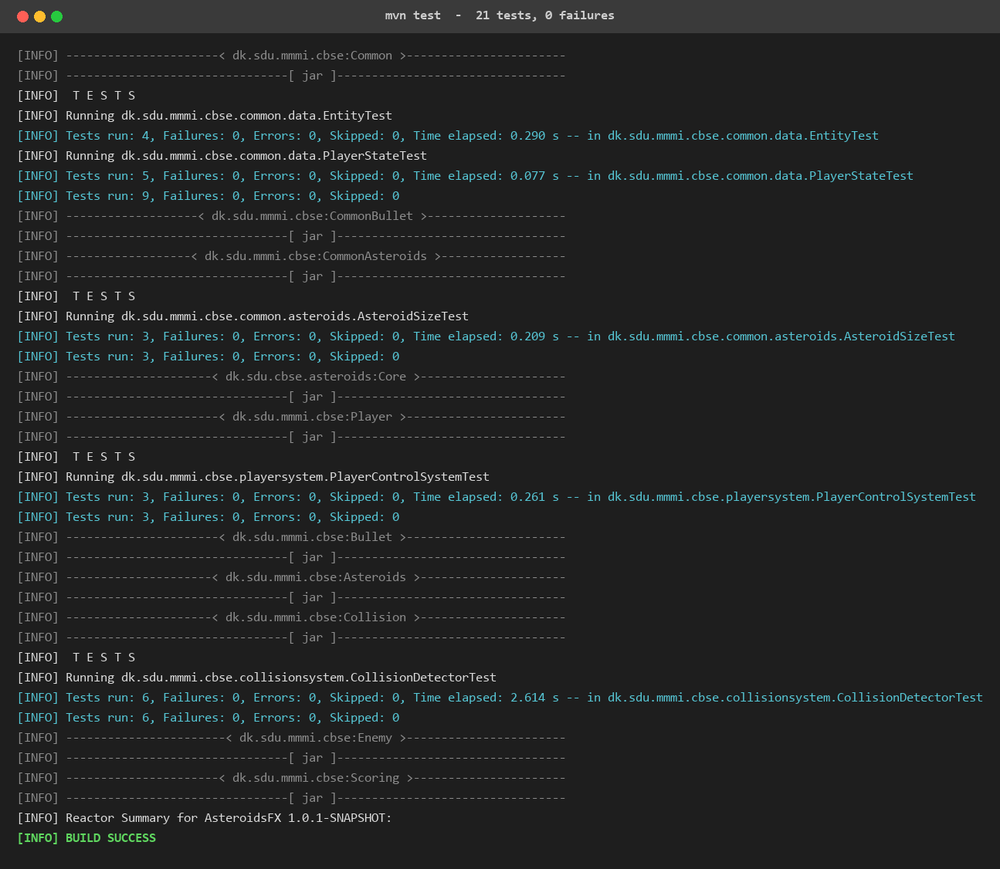 mvn test  -  21 tests, 0 failures
[INFO] ----------------------< dk.sdu.mmmi.cbse:Common >-----------------------
[INFO] --------------------------------[ jar ]---------------------------------
[INFO]  T E S T S
[INFO] Running dk.sdu.mmmi.cbse.common.data.EntityTest
[INFO] Tests run: 4, Failures: 0, Errors: 0, Skipped: 0, Time elapsed: 0.290 s -- in dk.sdu.mmmi.cbse.common.data.EntityTest
[INFO] Running dk.sdu.mmmi.cbse.common.data.PlayerStateTest
[INFO] Tests run: 5, Failures: 0, Errors: 0, Skipped: 0, Time elapsed: 0.077 s -- in dk.sdu.mmmi.cbse.common.data.PlayerStateTest
[INFO] Tests run: 9, Failures: 0, Errors: 0, Skipped: 0
[INFO] -------------------< dk.sdu.mmmi.cbse:CommonBullet >--------------------
[INFO] --------------------------------[ jar ]---------------------------------
[INFO] ------------------< dk.sdu.mmmi.cbse:CommonAsteroids >------------------
[INFO] --------------------------------[ jar ]---------------------------------
[INFO]  T E S T S
[INFO] Running dk.sdu.mmmi.cbse.common.asteroids.AsteroidSizeTest
[INFO] Tests run: 3, Failures: 0, Errors: 0, Skipped: 0, Time elapsed: 0.209 s -- in dk.sdu.mmmi.cbse.common.asteroids.AsteroidSizeTest
[INFO] Tests run: 3, Failures: 0, Errors: 0, Skipped: 0
[INFO] ---------------------< dk.sdu.cbse.asteroids:Core >---------------------
[INFO] --------------------------------[ jar ]---------------------------------
[INFO] ----------------------< dk.sdu.mmmi.cbse:Player >-----------------------
[INFO] --------------------------------[ jar ]---------------------------------
[INFO]  T E S T S
[INFO] Running dk.sdu.mmmi.cbse.playersystem.PlayerControlSystemTest
[INFO] Tests run: 3, Failures: 0, Errors: 0, Skipped: 0, Time elapsed: 0.261 s -- in dk.sdu.mmmi.cbse.playersystem.PlayerControlSystemTest
[INFO] Tests run: 3, Failures: 0, Errors: 0, Skipped: 0
[INFO] ----------------------< dk.sdu.mmmi.cbse:Bullet >-----------------------
[INFO] --------------------------------[ jar ]---------------------------------
[INFO] ---------------------< dk.sdu.mmmi.cbse:Asteroids >---------------------
[INFO] --------------------------------[ jar ]---------------------------------
[INFO] ---------------------< dk.sdu.mmmi.cbse:Collision >---------------------
[INFO] --------------------------------[ jar ]---------------------------------
[INFO]  T E S T S
[INFO] Running dk.sdu.mmmi.cbse.collisionsystem.CollisionDetectorTest
[INFO] Tests run: 6, Failures: 0, Errors: 0, Skipped: 0, Time elapsed: 2.614 s -- in dk.sdu.mmmi.cbse.collisionsystem.CollisionDetectorTest
[INFO] Tests run: 6, Failures: 0, Errors: 0, Skipped: 0
[INFO] -----------------------< dk.sdu.mmmi.cbse:Enemy >-----------------------
[INFO] --------------------------------[ jar ]---------------------------------
[INFO] ----------------------< dk.sdu.mmmi.cbse:Scoring >----------------------
[INFO] --------------------------------[ jar ]---------------------------------
[INFO] Reactor Summary for AsteroidsFX 1.0.1-SNAPSHOT:
[INFO] BUILD SUCCESS